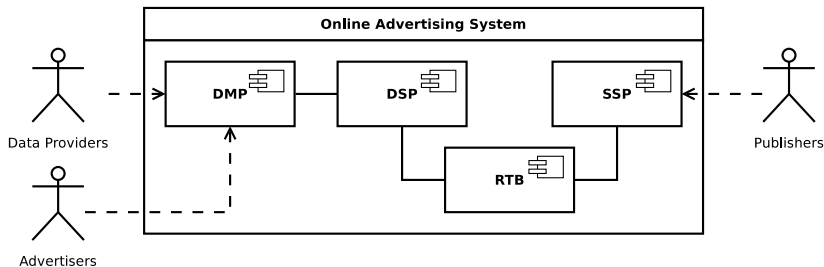 Online Advertising System
DMP
DSP
SSP
Data Providers
Publishers
RTB
Advertisers